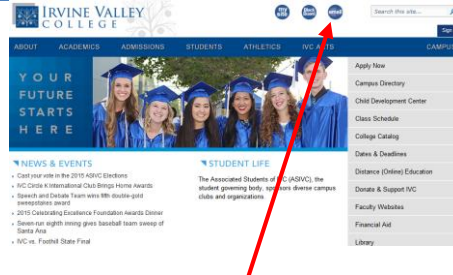 IRVINE VALLEY
COLLEGE
email
Search this site...
ABOUT ACADEMICS ADMISSIONS STUDENTS ATHLETICS IVC ARTS CAMPUS
YOUR
FUTURE
STARTS
HERE
Apply Now
Campus Directory
Child Development Center
Class Schedule
College Catalog
Dates & Deadlines
Distance (Online) Education
Donate & Support IVC
Faculty Websites
Financial Aid
Library
NEWS & EVENTS
Cast your vote in the 2015 ASIVC Elections
IVC Circle K International Club Brings Home Awards
Speech and Debate Team wins fifth double-gold
sweepstakes award
2015 Celebrating Excellence Foundation Awards Dinner
Seven-run eighth inning gives baseball team sweep of
Santa Ana
IVC vs. Foothill State Final
STUDENT LIFE
The Associated Students of IVC (ASIVC), the
student governing body, sponsors diverse campus
clubs and organizations